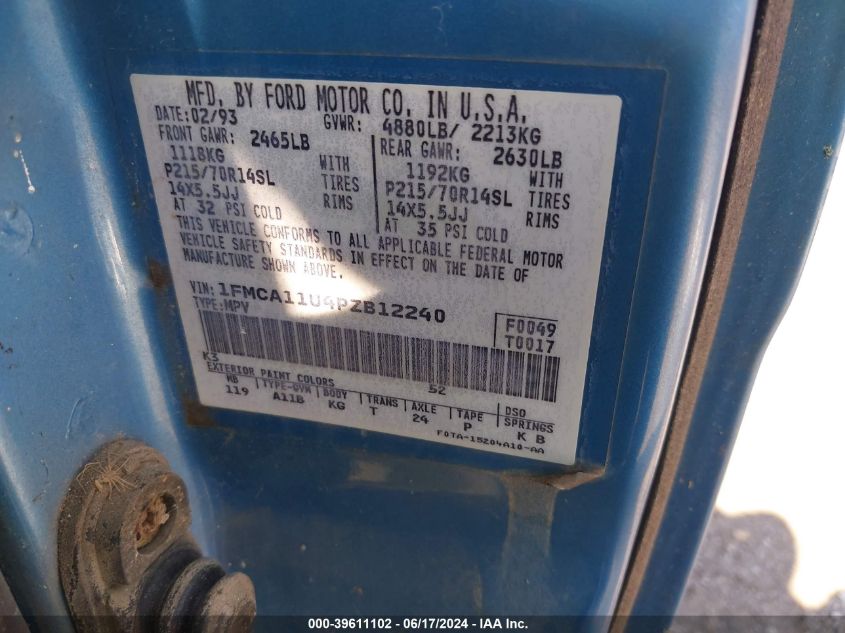 MFD. BY FORD MOTOR CO. IN U.S.A.
DATE: 02/93 GVWR: 4880LB/ 2213KG
FRONT GAWR: 2465LB REAR GAWR: 2630LB
1118KG WITH 1192KG WITH
P215/70R14SL TIRES P215/70R14SL TIRES
14X5.5JJ RIMS 14X5.5JJ RIMS
AT 32 PSI COLD AT 35 PSI COLD
THIS VEHICLE CONFORMS TO ALL APPLICABLE FEDERAL MOTOR
VEHICLE SAFETY STANDARDS IN EFFECT ON THE DATE OF
MANUFACTURE SHOWN ABOVE.
VIN: 1FMCA11U4PZB12240
TYPE: MPV
F0049
T0017
K3 52
EXTERIOR PAINT COLORS DSO
WB TYPE-GVW BODY TRANS AXLE TAPE SPRINGS
119 A11B KG T 24 P K B
F0TA-15204A10-AA
000-39611102 - 06/17/2024 - IAA Inc.